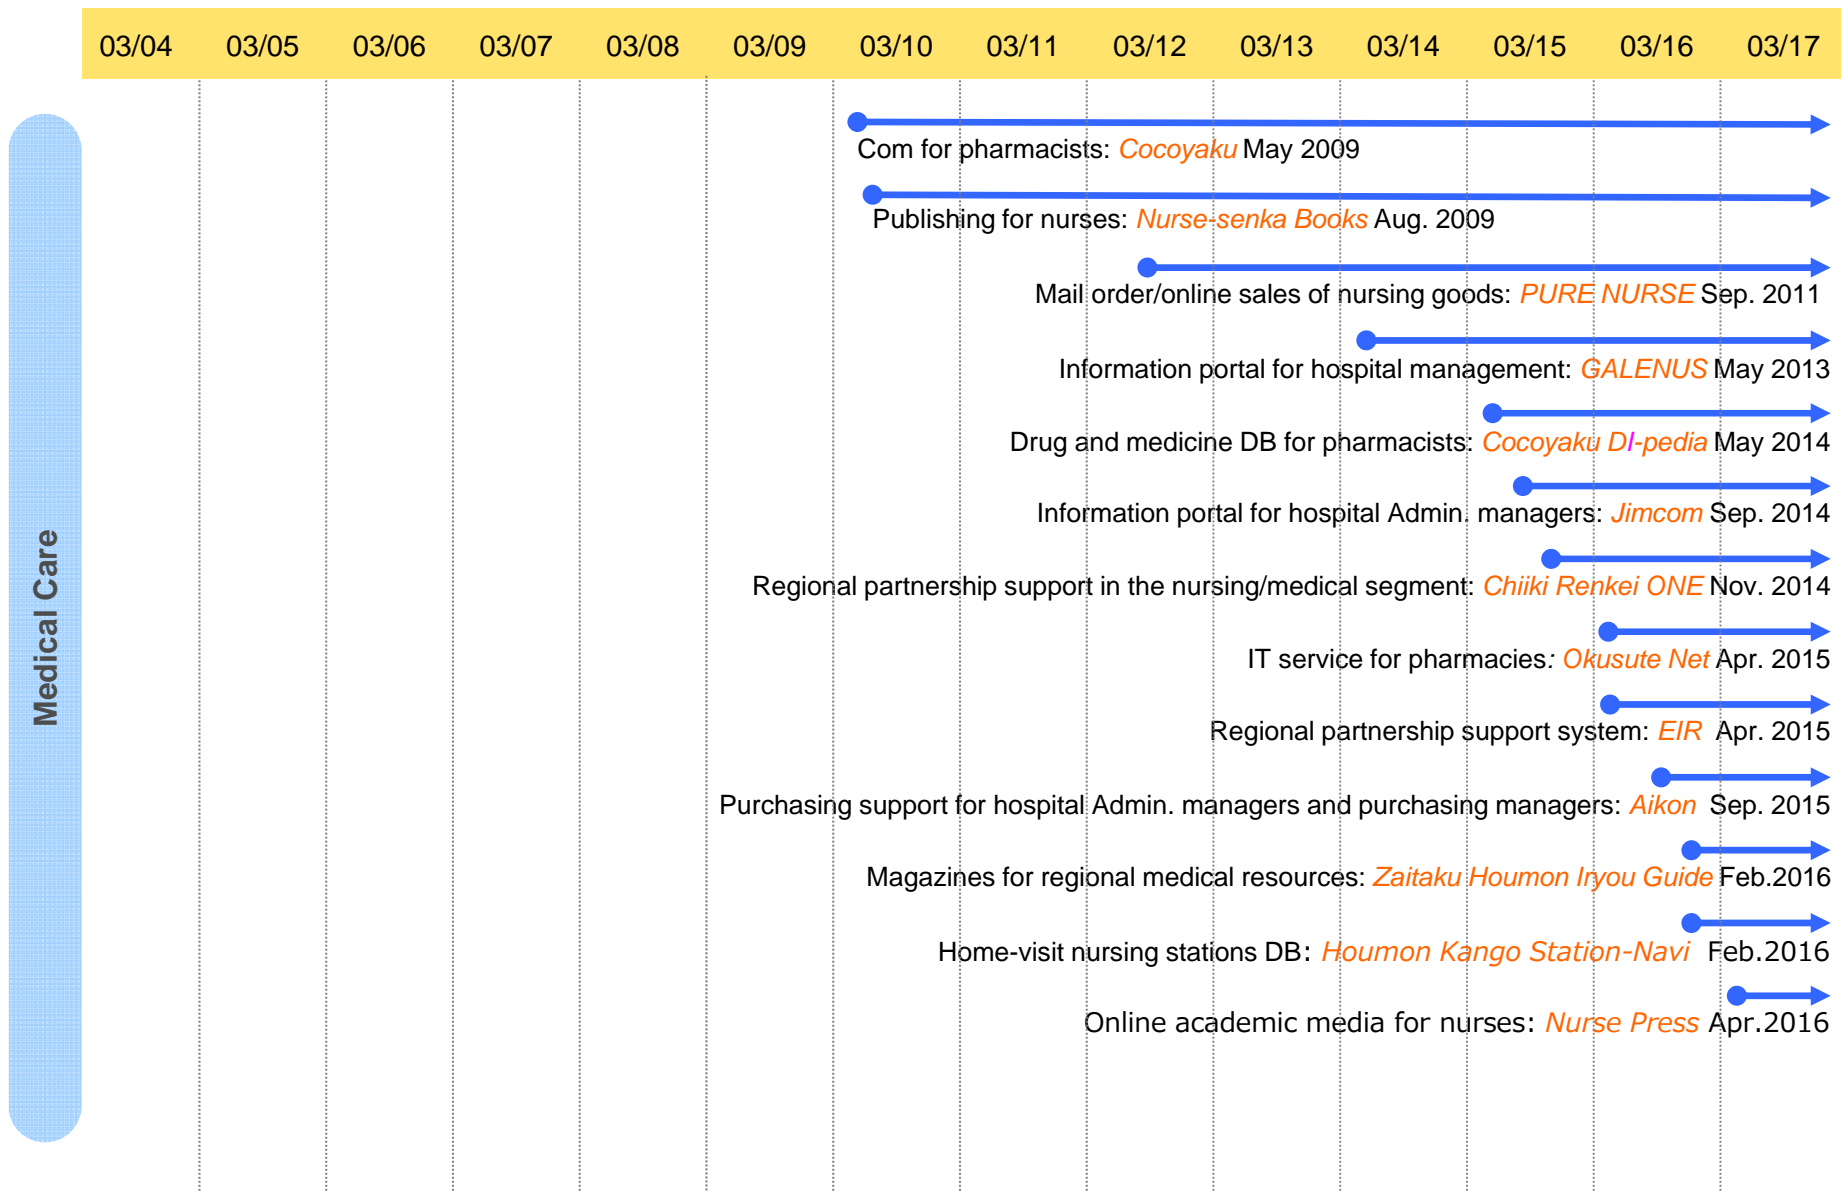 03/04 03/05 03/06 03/07 03/08 03/09 03/10 03/11 03/12 03/13 03/14 03/15 03/16 03/17
Medical Care
Com for pharmacists: Cocoyaku May 2009
Publishing for nurses: Nurse-senka Books Aug. 2009
Mail order/online sales of nursing goods: PURE NURSE Sep. 2011
Information portal for hospital management: GALENUS May 2013
Drug and medicine DB for pharmacists: Cocoyaku DI-pedia May 2014
Information portal for hospital Admin. managers: Jimcom Sep. 2014
Regional partnership support in the nursing/medical segment: Chiiki Renkei ONE Nov. 2014
IT service for pharmacies: Okusute Net Apr. 2015
Regional partnership support system: EIR Apr. 2015
Purchasing support for hospital Admin. managers and purchasing managers: Aikon Sep. 2015
Magazines for regional medical resources: Zaitaku Houmon Iryou Guide Feb.2016
Home-visit nursing stations DB: Houmon Kango Station-Navi Feb.2016
Online academic media for nurses: Nurse Press Apr.2016